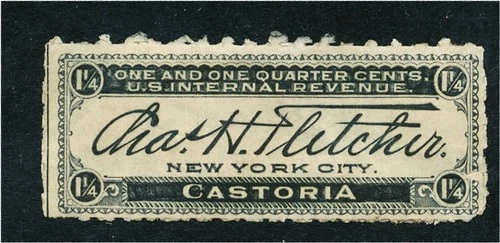 1¼ ONE AND ONE QUARTER CENTS. 1¼
U.S. INTERNAL REVENUE.
Chas. H. Fletcher.
NEW YORK CITY.
1¼ CASTORIA 1¼